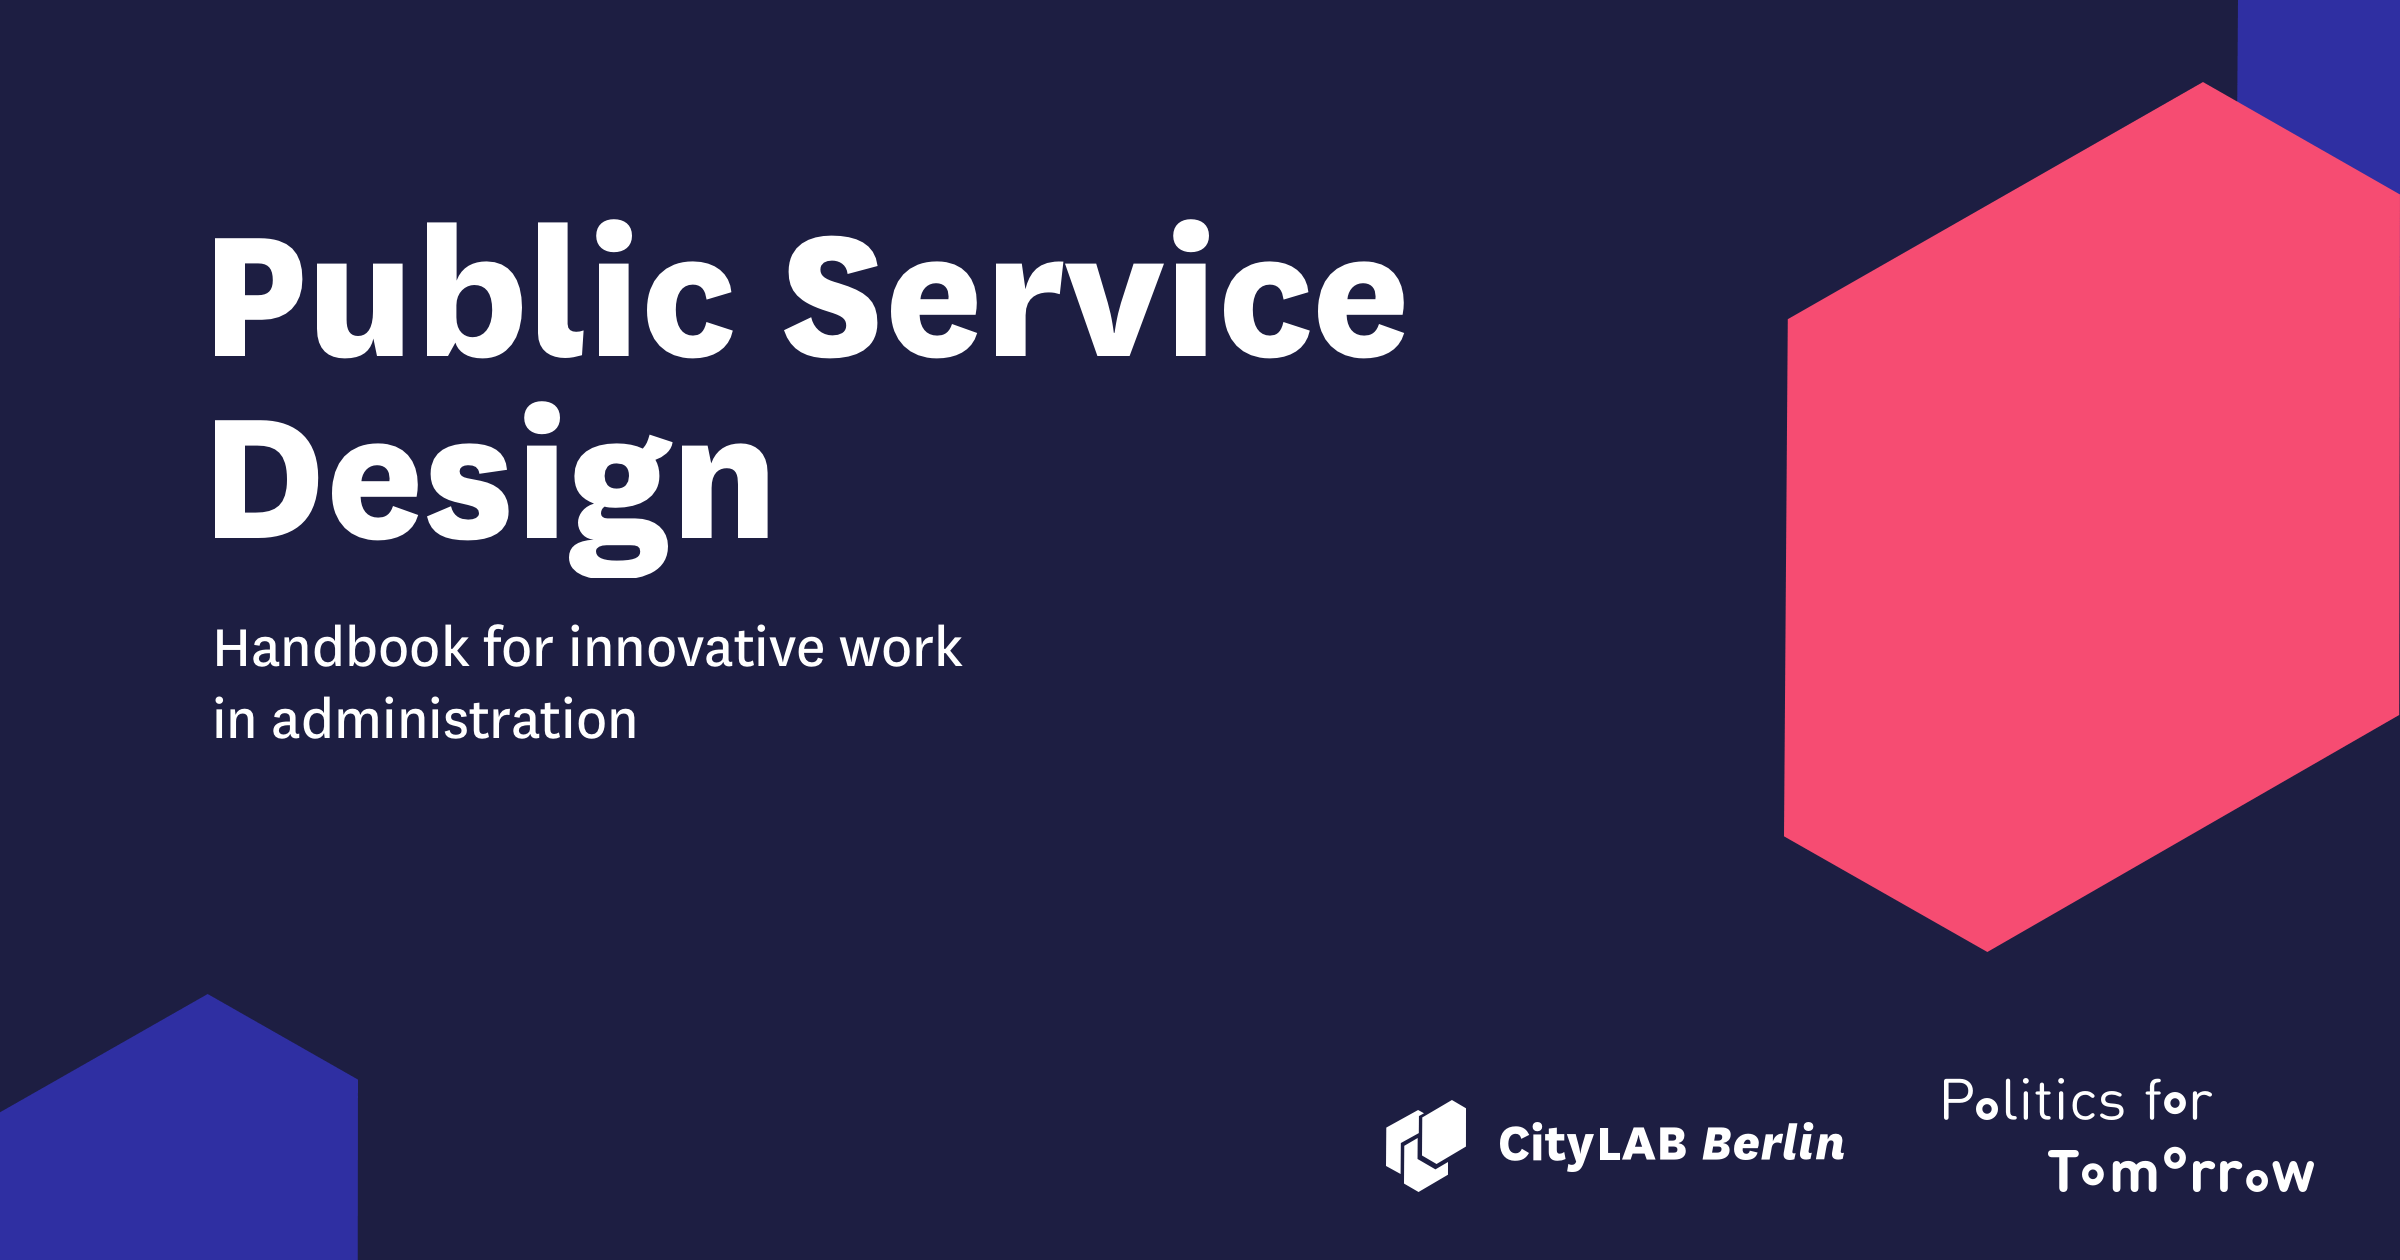 Public Service
Design
Handbook for innovative work
in administration
CityLAB Berlin
Politics for
Tomorrow